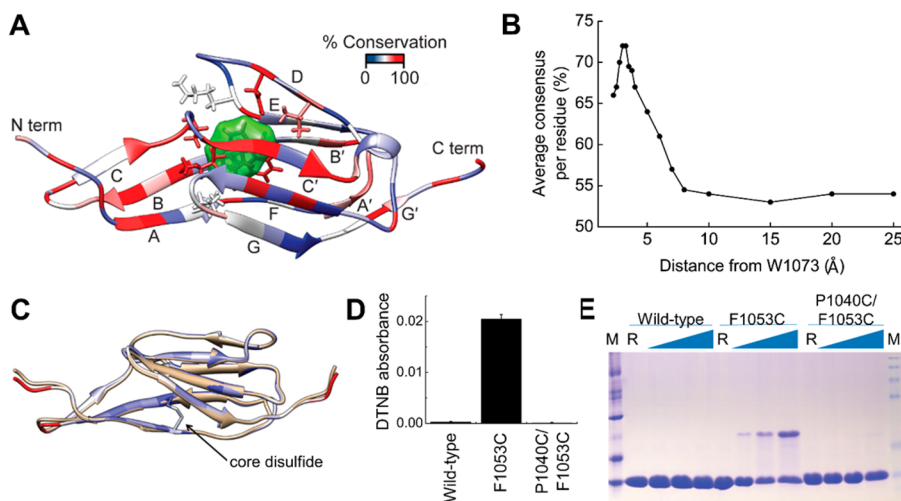 A
% Conservation
0 100
D
E
N term
B'
C term
C
C'
B
A'
F
G'
A
G
B
Average consensus
per residue (%)
75
70
65
60
55
50
5 10 15 20 25
Distance from W1073 (Å)
C
core disulfide
D
DTNB absorbance
0.02
0.01
0.00
Wild-type
F1053C
P1040C/
F1053C
E
P1040C/
Wild-type F1053C F1053C
M R R R M